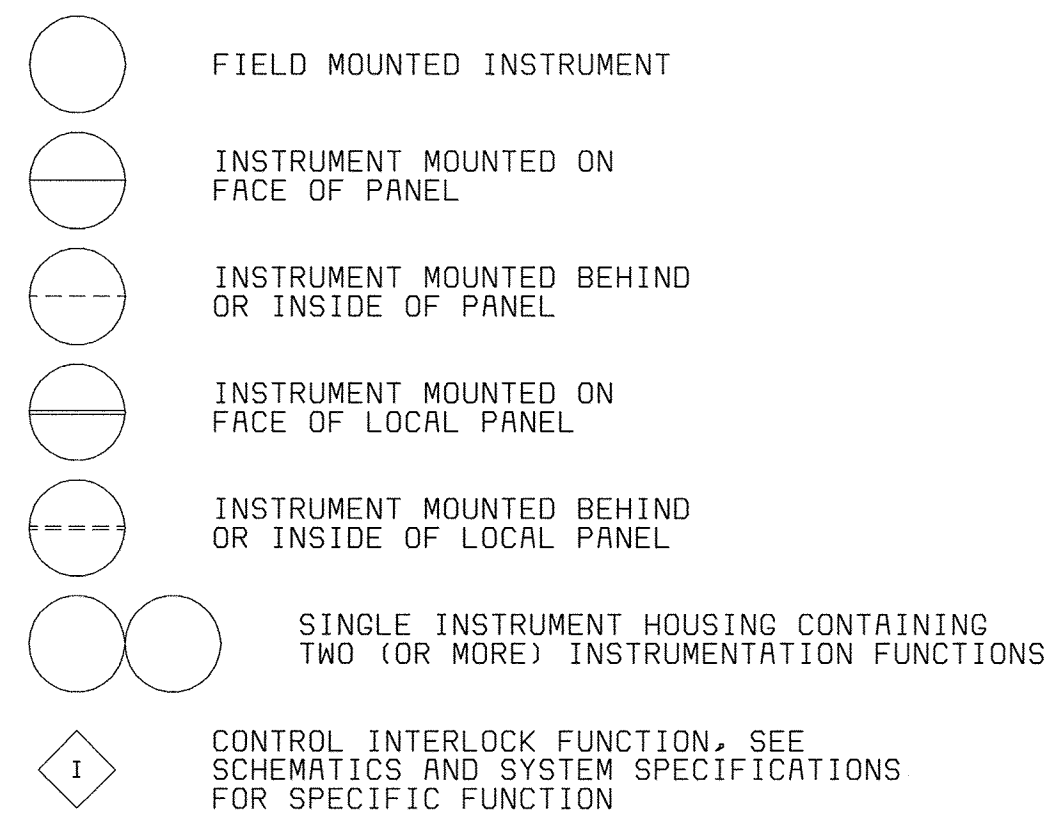 FIELD MOUNTED INSTRUMENT
INSTRUMENT MOUNTED ON
FACE OF PANEL
INSTRUMENT MOUNTED BEHIND
OR INSIDE OF PANEL
INSTRUMENT MOUNTED ON
FACE OF LOCAL PANEL
INSTRUMENT MOUNTED BEHIND
OR INSIDE OF LOCAL PANEL
SINGLE INSTRUMENT HOUSING CONTAINING
TWO (OR MORE) INSTRUMENTATION FUNCTIONS
I
CONTROL INTERLOCK FUNCTION, SEE
SCHEMATICS AND SYSTEM SPECIFICATIONS
FOR SPECIFIC FUNCTION